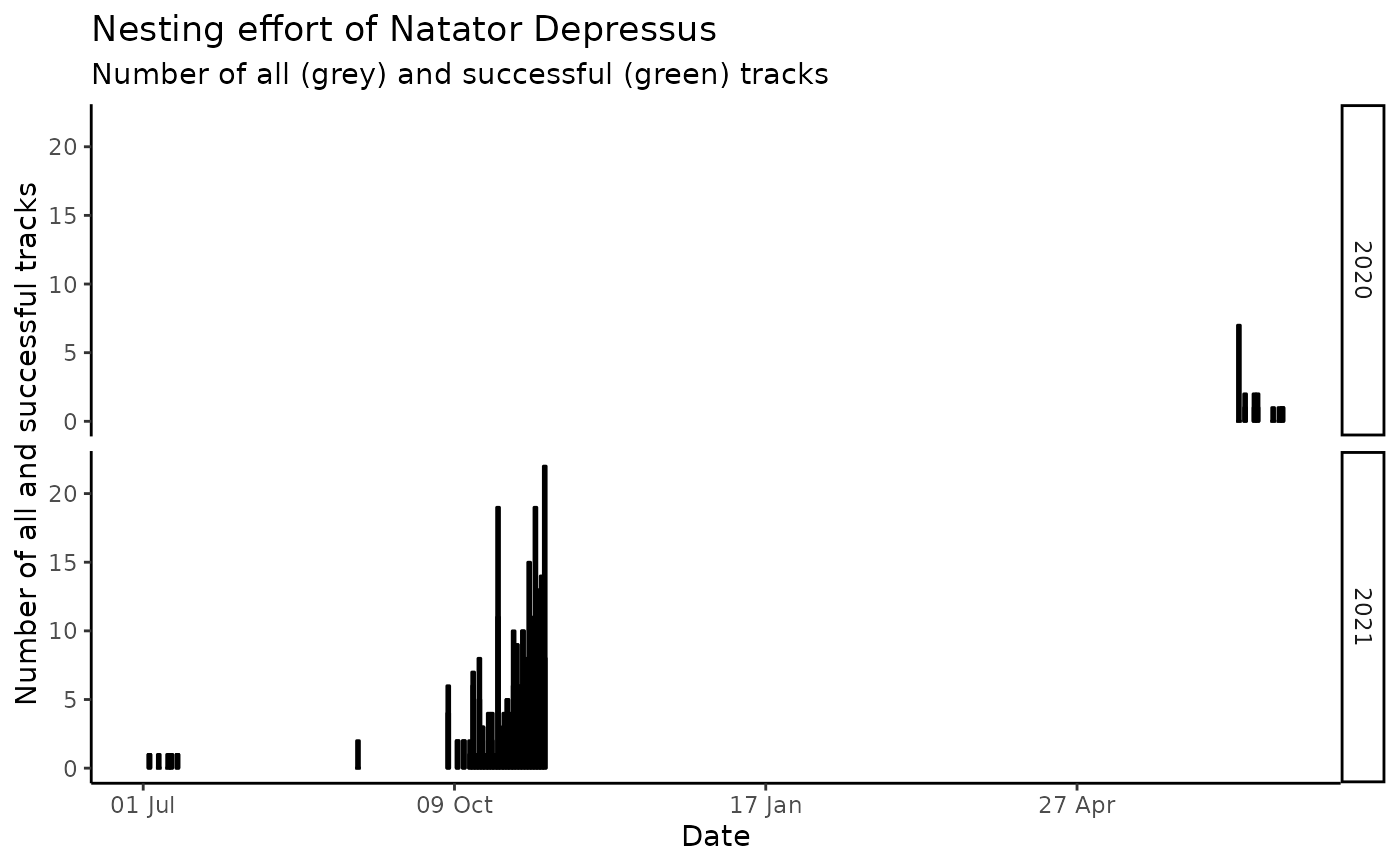 Nesting effort of Natator Depressus
Number of all (grey) and successful (green) tracks
Number of all and successful tracks
20
15
10
5
0
2020
20
15
10
5
0
2021
01 Jul
09 Oct
17 Jan
27 Apr
Date